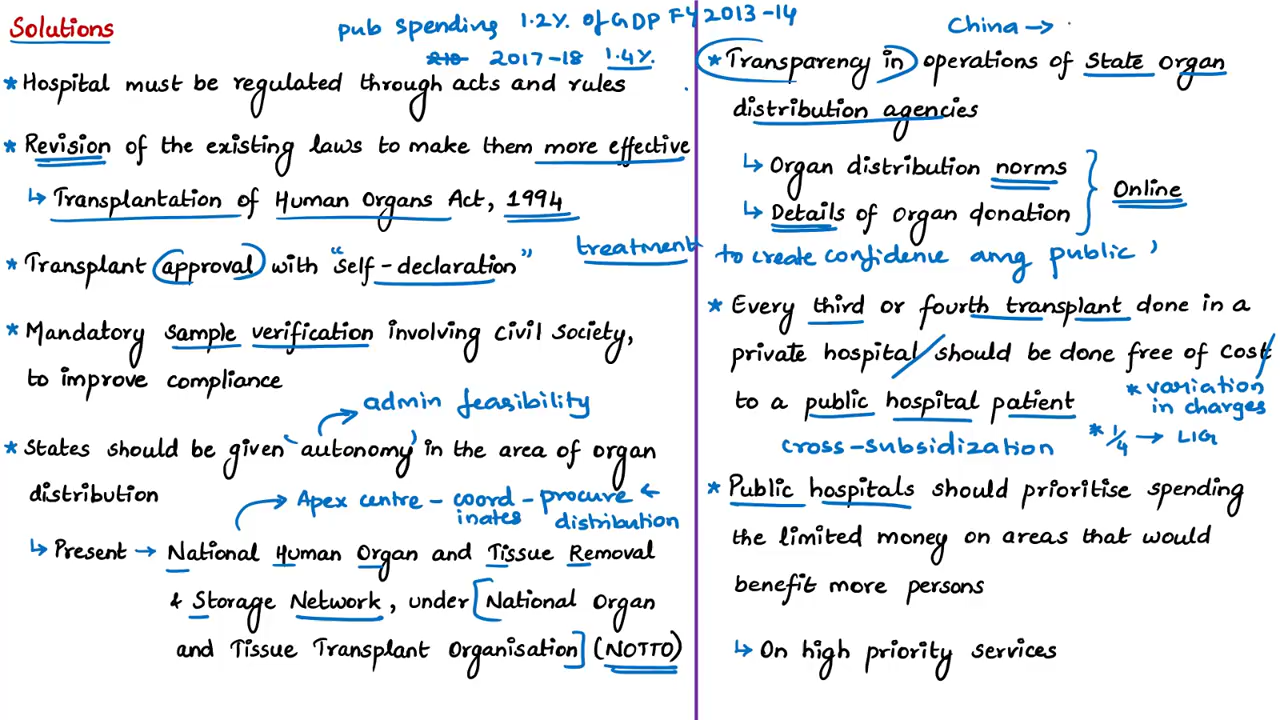 Solutions
pub spending 1.2% of GDP FY 2013-14
2017-18 1.4%.
* Hospital must be regulated through acts and rules
* Revision of the existing laws to make them more effective
↳ Transplantation of Human Organs Act, 1994
* Transplant approval with "self-declaration"
treatment
* Mandatory sample verification involving civil society,
to improve compliance
admin feasibility
* States should be given 'autonomy' in the area of organ
distribution
Apex centre - coord - procure ←
inates distribution
↳ Present → National Human Organ and Tissue Removal
& Storage Network, under [National Organ
and Tissue Transplant Organisation] (NOTTO)
China →
* Transparency in operations of State organ
distribution agencies
↳ Organ distribution norms
↳ Details of organ donation
Online
to create confidence amng public
* Every third or fourth transplant done in a
private hospital should be done free of cost
to a public hospital patient
* variation
in charges
cross-subsidization
* 1/4 → LIG
* Public hospitals should prioritise spending
the limited money on areas that would
benefit more persons
↳ On high priority services